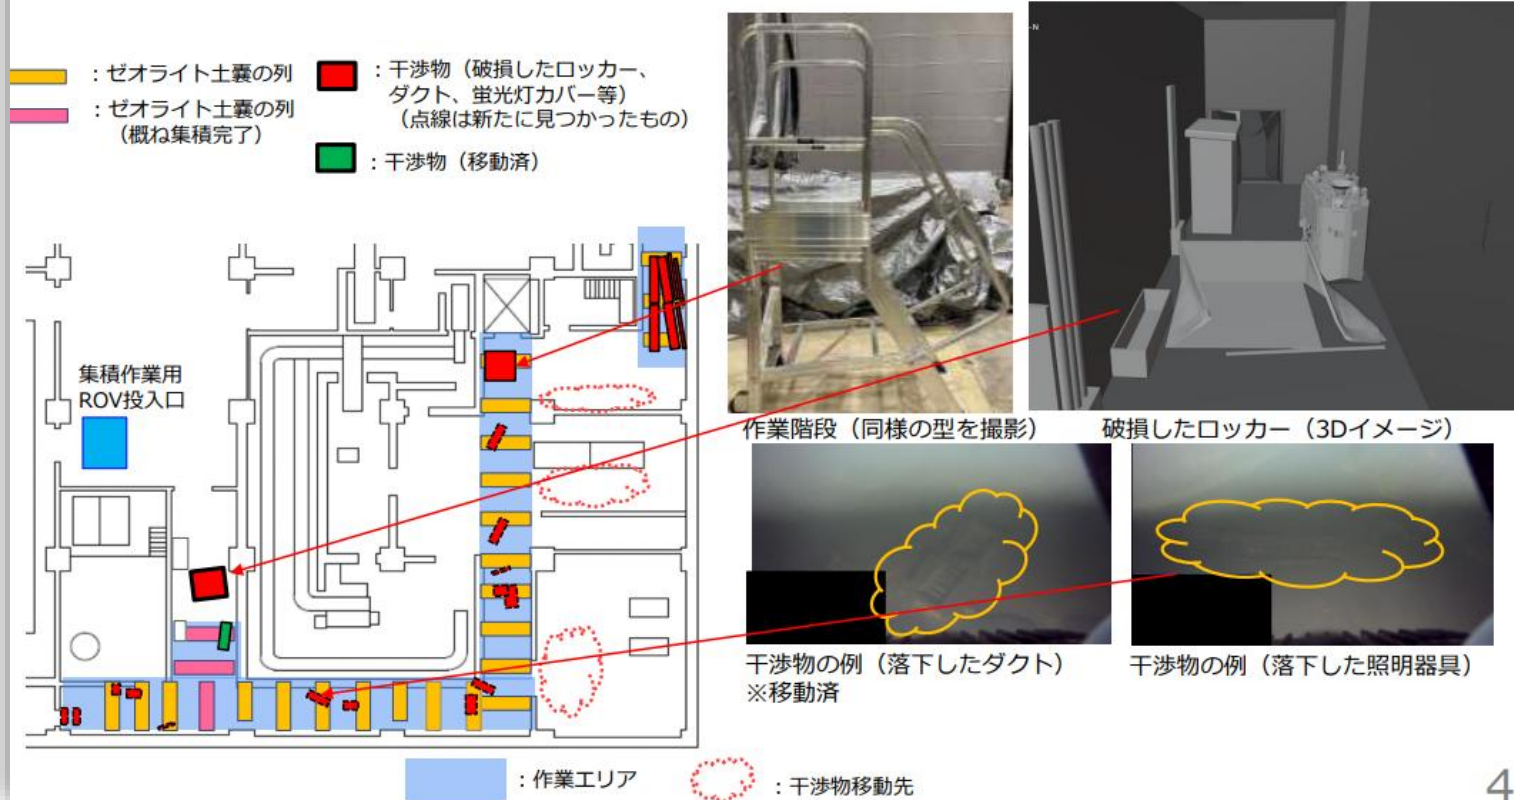 ：ゼオライト土嚢の列
：ゼオライト土嚢の列
（概ね集積完了）
：干渉物（破損したロッカー、
ダクト、蛍光灯カバー等）
（点線は新たに見つかったもの）
：干渉物（移動済）
-N
集積作業用
ROV投入口
作業階段（同様の型を撮影）
破損したロッカー（3Dイメージ）
干渉物の例（落下したダクト）
※移動済
干渉物の例（落下した照明器具）
：作業エリア
：干渉物移動先
4